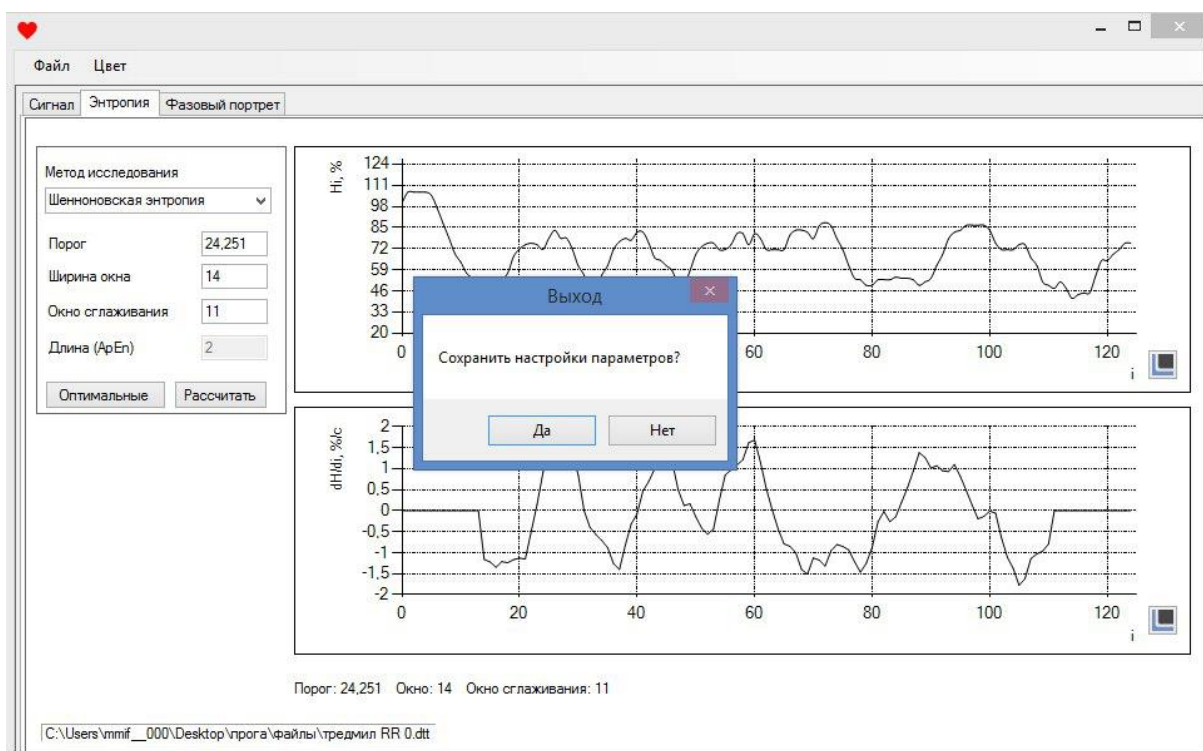 Файл Цвет
Сигнал Энтропия Фазовый портрет
Метод исследования
Шенноновская энтропия
Порог 24,251
Ширина окна 14
Окно сглаживания 11
Длина (ApEn) 2
Оптимальные Рассчитать
Hi, %
124
111
98
85
72
59
46
33
20
0 60 80 100 120
i
Выход
Сохранить настройки параметров?
Да Нет
dH/di, %/c
2
1,5
1
0,5
0
-0,5
-1
-1,5
-2
0 20 40 60 80 100 120
i
Порог: 24,251 Окно: 14 Окно сглаживания: 11
C:\Users\mmif__000\Desktop\прога\файлы\тредмил RR 0.dtt